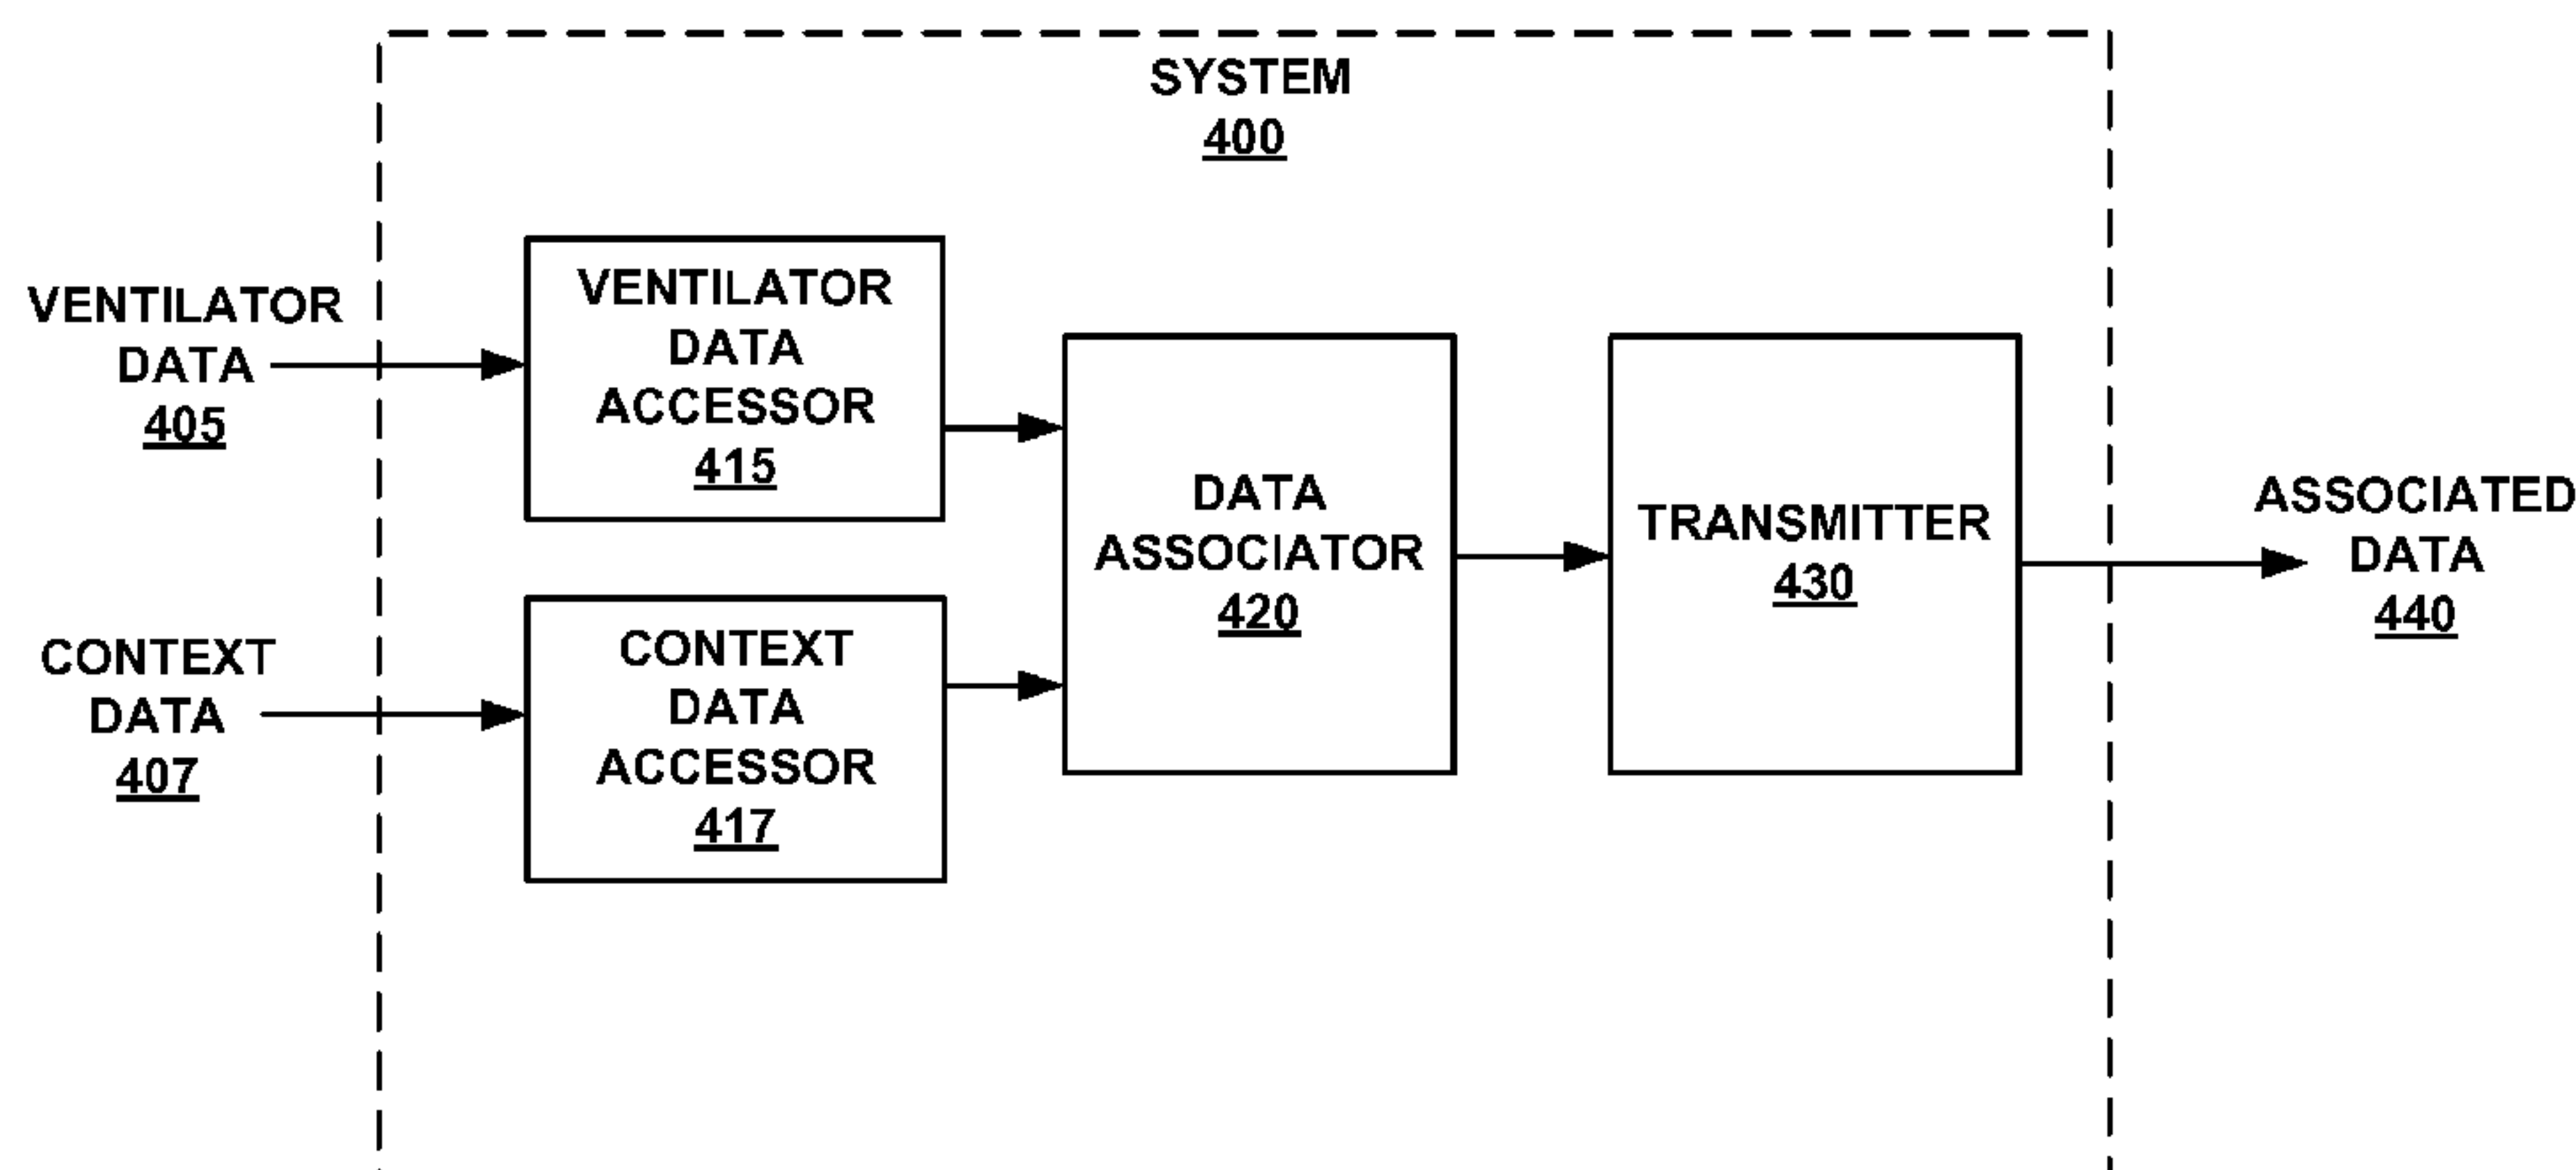 SYSTEM
400
VENTILATOR
DATA
405
VENTILATOR
DATA
ACCESSOR
415
CONTEXT
DATA
407
CONTEXT
DATA
ACCESSOR
417
DATA
ASSOCIATOR
420
TRANSMITTER
430
ASSOCIATED
DATA
440